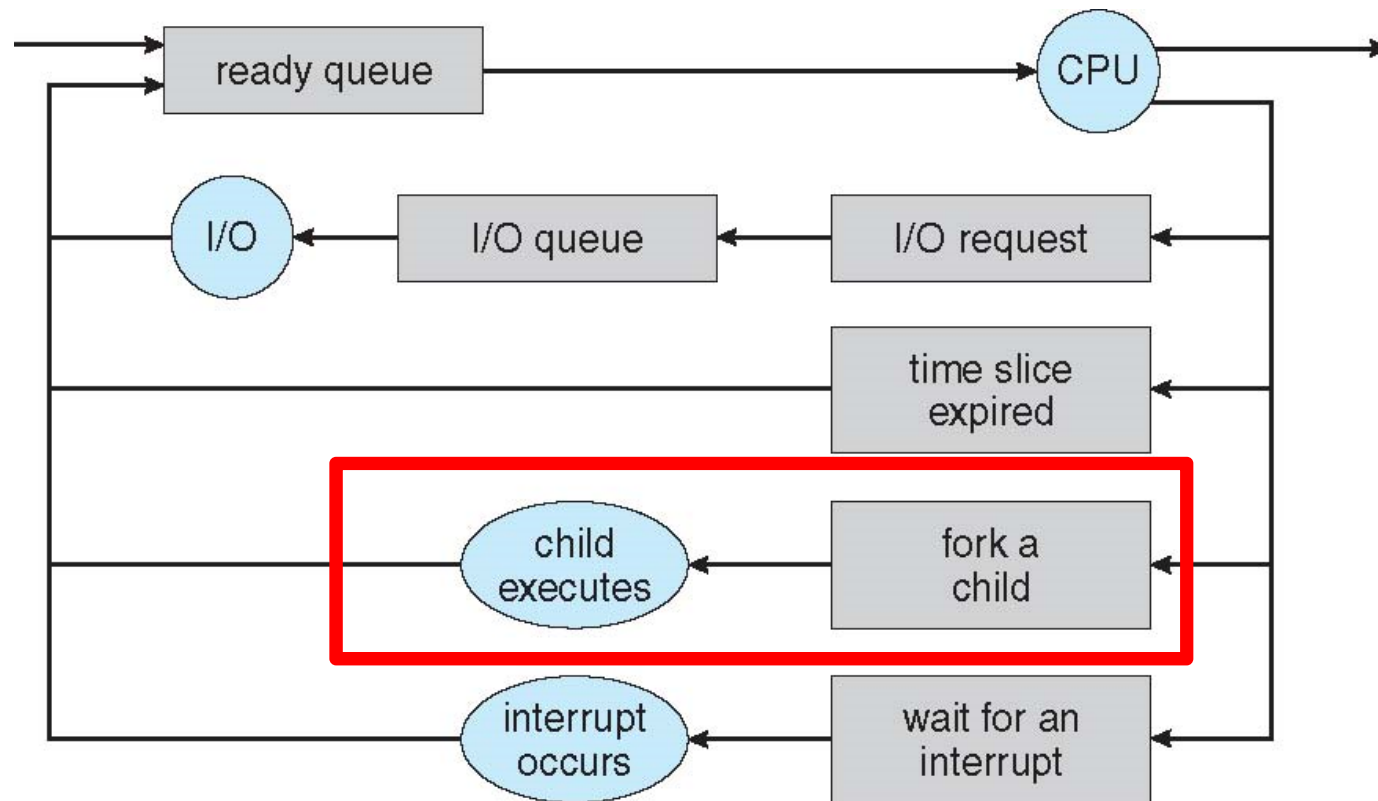 ready queue
CPU
I/O
I/O queue
I/O request
time slice
expired
child
executes
fork a
child
interrupt
occurs
wait for an
interrupt